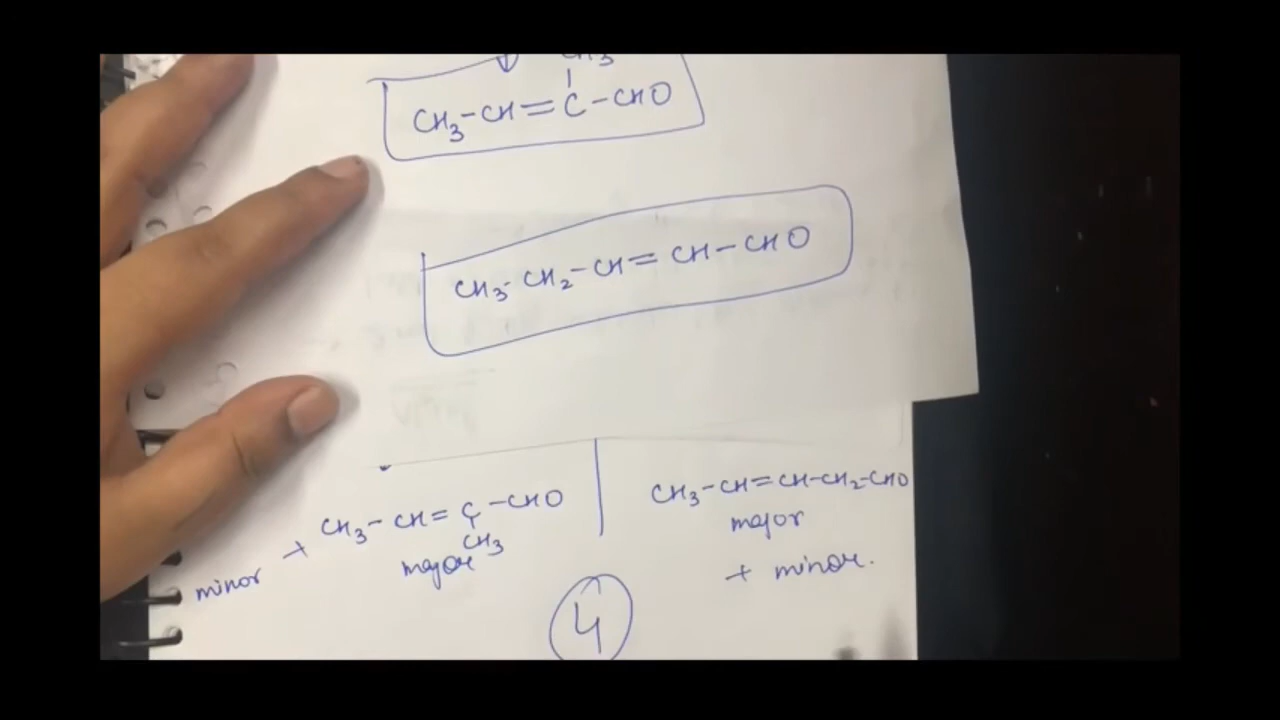 CH3
CH3-CH=C-CHO
CH3-CH2-CH=CH-CHO
CH3-CH=C-CHO
CH3
major
minor +
CH3-CH=CH-CH2-CHO
major
+ minor.
4